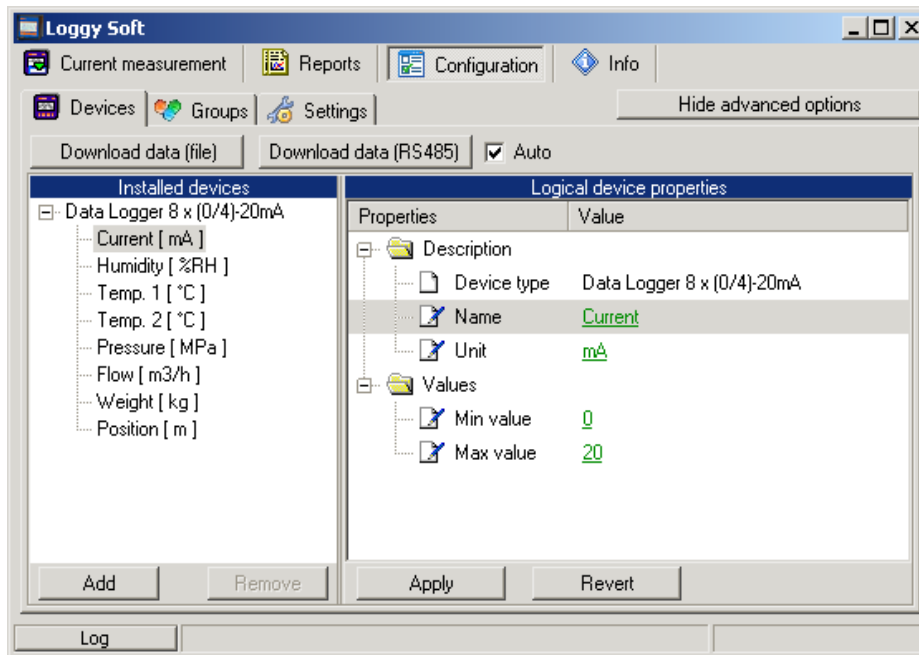 Loggy Soft
Current measurement Reports Configuration Info
Devices Groups Settings Hide advanced options
Download data (file) Download data (RS485) Auto
Installed devices
Data Logger 8 x (0/4)-20mA
Current [ mA ]
Humidity [ %RH ]
Temp. 1 [ °C ]
Temp. 2 [ °C ]
Pressure [ MPa ]
Flow [ m3/h ]
Weight [ kg ]
Position [ m ]
Add Remove
Logical device properties
Properties Value
Description
Device type Data Logger 8 x (0/4)-20mA
Name Current
Unit mA
Values
Min value 0
Max value 20
Apply Revert
Log